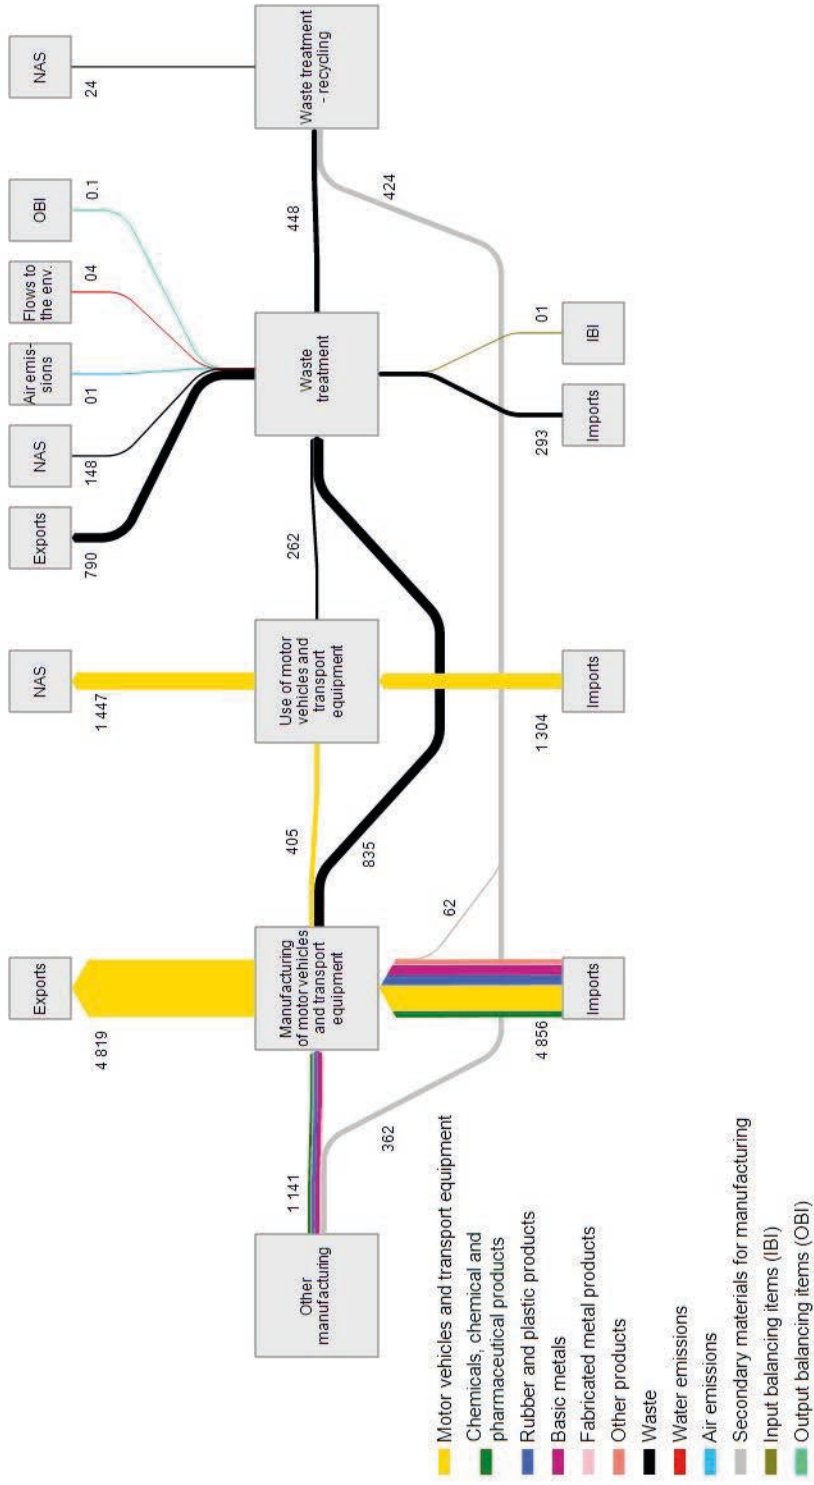 Exports
NAS
Exports
NAS
Air emis-
sions
Flows to
the env.
OBI
NAS
4 819
1 447
790
148
01
04
0.1
24
Other
manufacturing
1 141
Manufacturing
of motor vehicles
and transport
equipment
405
Use of motor
vehicles and
transport
equipment
262
Waste
treatment
448
Waste treatment
- recycling
362
835
62
424
4 856
1 304
293
01
Imports
Imports
Imports
IBI
Motor vehicles and transport equipment
Chemicals, chemical and
pharmaceutical products
Rubber and plastic products
Basic metals
Fabricated metal products
Other products
Waste
Water emissions
Air emissions
Secondary materials for manufacturing
Input balancing items (IBI)
Output balancing items (OBI)